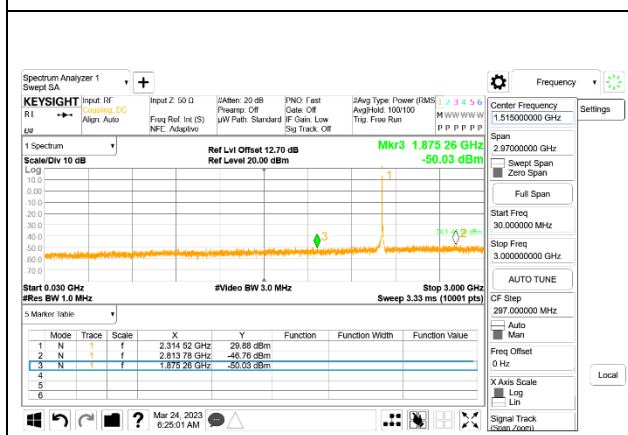 Spectrum Analyzer 1
Swept SA
+
Frequency
KEYSIGHT
RL
Input: RF
Coupling: DC
Align: Auto
Input Z: 50 Ω
Freq Ref: Int (S)
NFE: Adaptive
#Atten: 20 dB
Preamp: Off
µW Path: Standard
PNO: Fast
Gate: Off
IF Gain: Low
Sig Track: Off
#Avg Type: Power (RMS
Avg|Hold: 100/100
Trig: Free Run
1 2 3 4 5 6
M W W W W W
P P P P P P
1 Spectrum
Scale/Div 10 dB
Ref Lvl Offset 12.70 dB
Ref Level 20.00 dBm
Mkr3 1.875 26 GHz
-50.03 dBm
Log
10.0
0.00
-10.0
-20.0
-30.0
-40.0
-50.0
-60.0
-70.0
1
2
3
Start 0.030 GHz
#Video BW 3.0 MHz
Stop 3.000 GHz
#Res BW 1.0 MHz
Sweep 3.33 ms (10001 pts)
5 Marker Table
Mode Trace Scale X Y Function Function Width Function Value
1 N 1 f 2.314 52 GHz 29.88 dBm
2 N 1 f 2.813 78 GHz -46.76 dBm
3 N 1 f 1.875 26 GHz -50.03 dBm
4
5
6
Mar 24, 2023
6:25:01 AM
Center Frequency
1.515000000 GHz
Settings
Span
2.97000000 GHz
Swept Span
Zero Span
Full Span
Start Freq
30.000000 MHz
Stop Freq
3.000000000 GHz
AUTO TUNE
CF Step
297.000000 MHz
Auto
Man
Freq Offset
0 Hz
X Axis Scale
Log
Lin
Local
Signal Track
(Span Zoom)